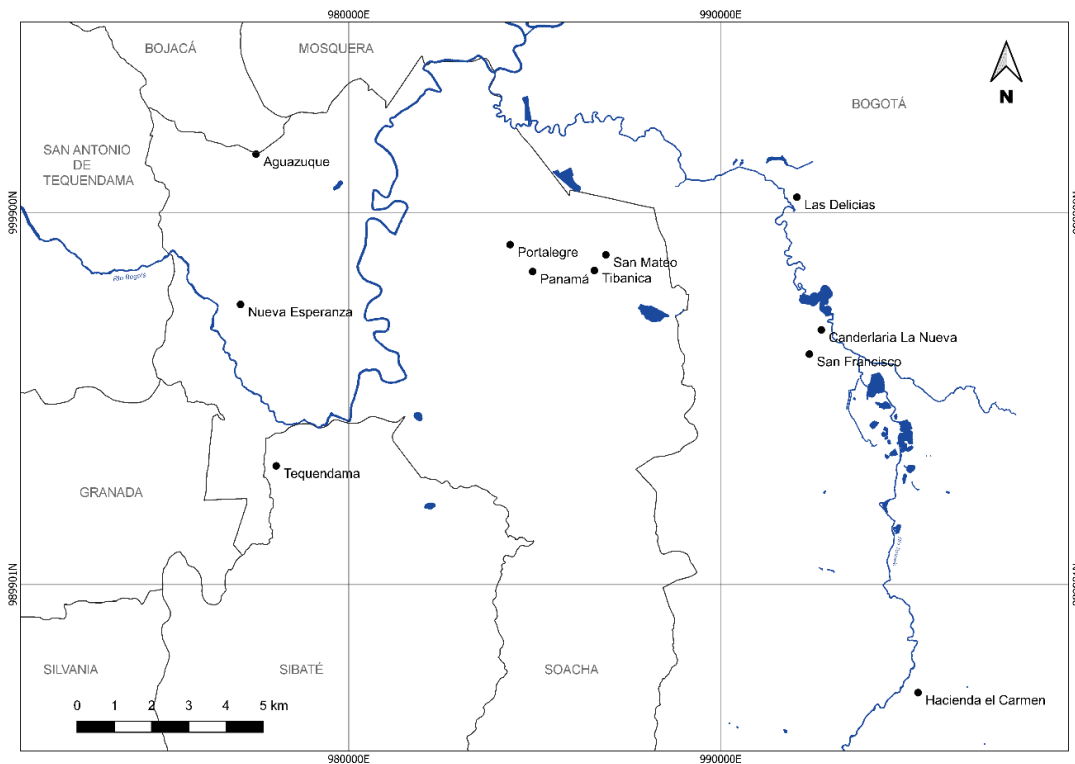 980000E
990000E
BOJACÁ
MOSQUERA
BOGOTÁ
N
SAN ANTONIO
DE
TEQUENDAMA
Aguazuque
Las Delicias
Portalegre
San Mateo
Panamá
Tibanica
Río Bogotá
Nueva Esperanza
Canderlaria La Nueva
San Francisco
Tequendama
GRANADA
SILVANIA
SIBATÉ
SOACHA
Hacienda el Carmen
0 1 2 3 4 5 km
980000E
990000E